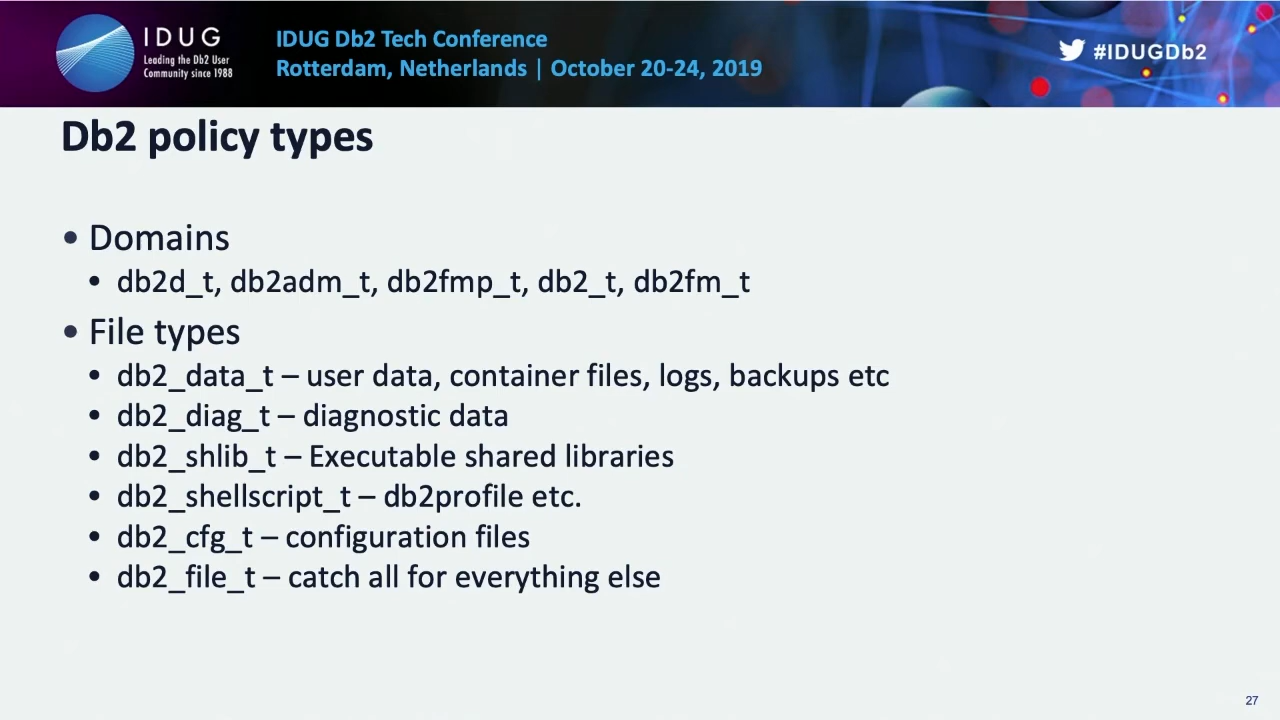 IDUG
Leading the Db2 User
Community since 1988
IDUG Db2 Tech Conference
Rotterdam, Netherlands | October 20-24, 2019
#IDUGDb2
Db2 policy types
• Domains
• db2d_t, db2adm_t, db2fmp_t, db2_t, db2fm_t
• File types
• db2_data_t – user data, container files, logs, backups etc
• db2_diag_t – diagnostic data
• db2_shlib_t – Executable shared libraries
• db2_shellscript_t – db2profile etc.
• db2_cfg_t – configuration files
• db2_file_t – catch all for everything else
27